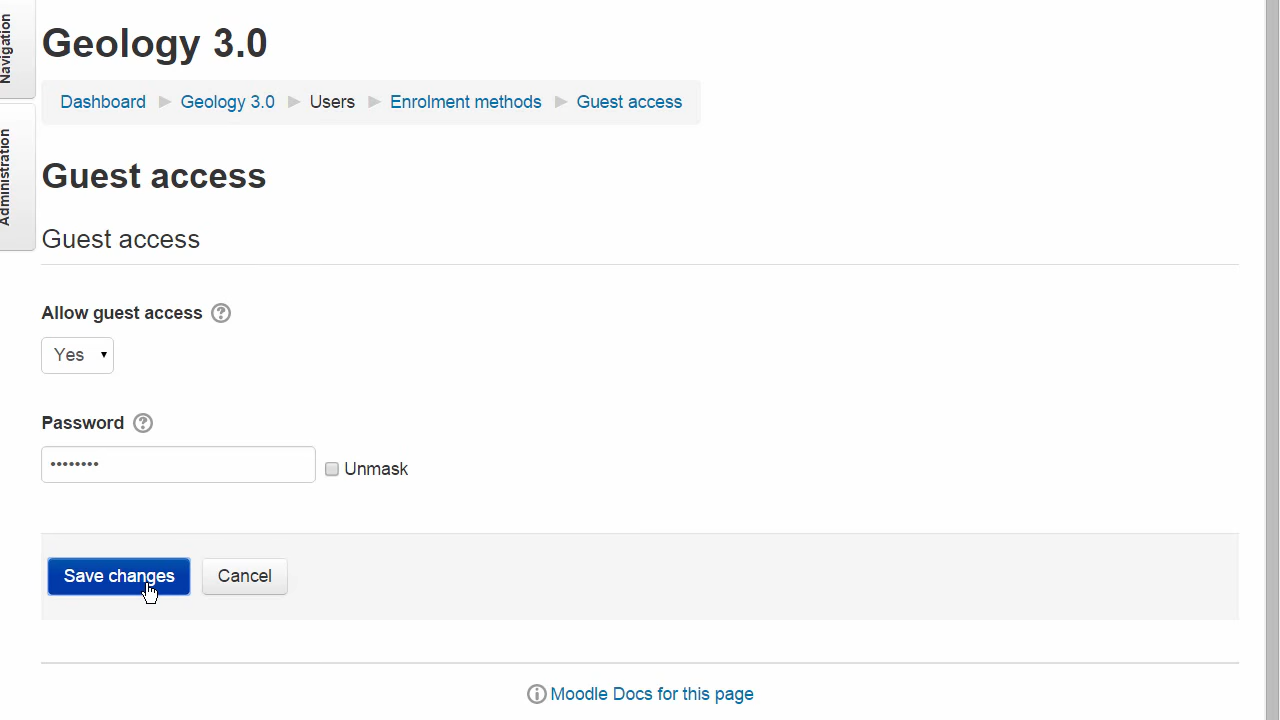 Navigation
Administration
Geology 3.0
Dashboard ▶ Geology 3.0 ▶ Users ▶ Enrolment methods ▶ Guest access
Guest access
Guest access
Allow guest access ?
Yes ▾
Password ?
•••••••• Unmask
Save changes Cancel
Moodle Docs for this page